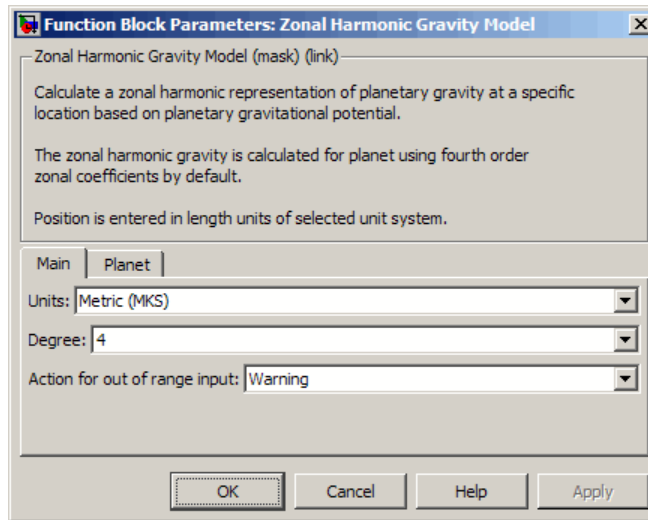 Function Block Parameters: Zonal Harmonic Gravity Model
Zonal Harmonic Gravity Model (mask) (link)
Calculate a zonal harmonic representation of planetary gravity at a specific
location based on planetary gravitational potential.
The zonal harmonic gravity is calculated for planet using fourth order
zonal coefficients by default.
Position is entered in length units of selected unit system.
Main Planet
Units: Metric (MKS)
Degree: 4
Action for out of range input: Warning
OK Cancel Help Apply